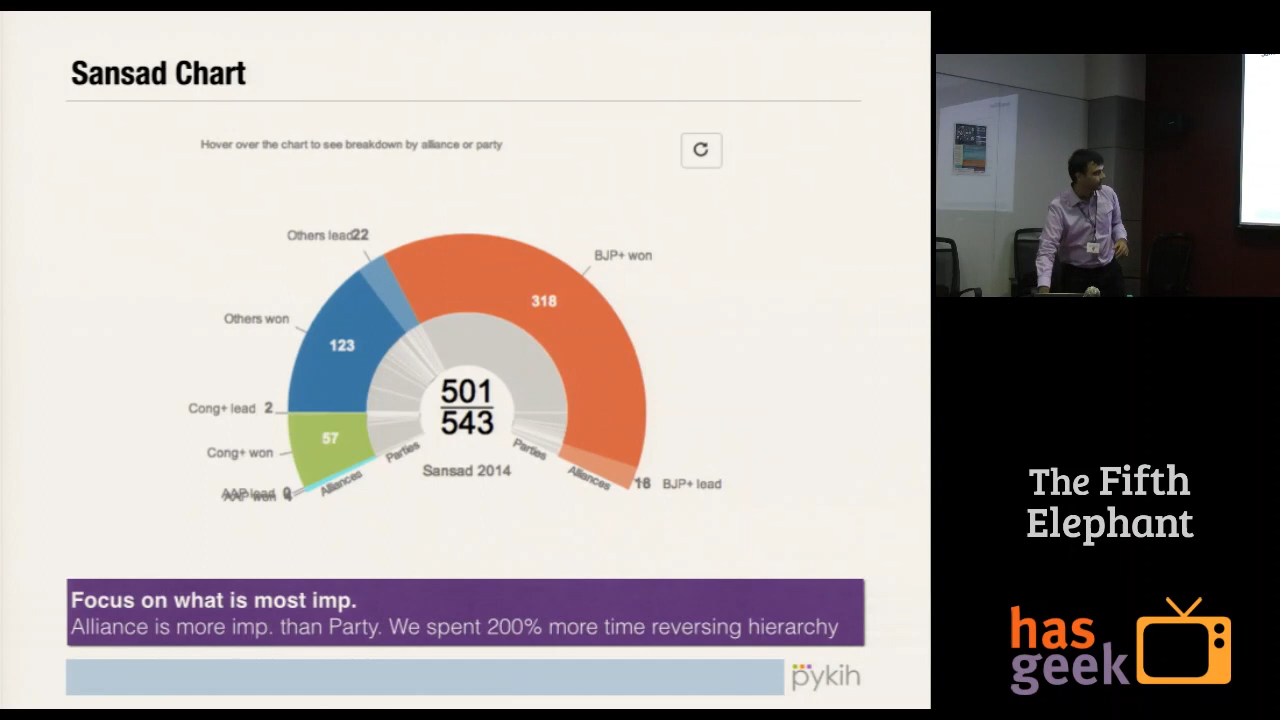 Sansad Chart
Hover over the chart to see breakdown by alliance or party
Others lead 22
BJP+ won
318
Others won
123
Cong+ lead 2
501
543
57
Cong+ won
Parties
Parties
Sansad 2014
Alliances
Alliances
AAP lead 0
16 BJP+ lead
Focus on what is most imp.
Alliance is more imp. than Party. We spent 200% more time reversing hierarchy
pykih
The Fifth
Elephant
has
geek